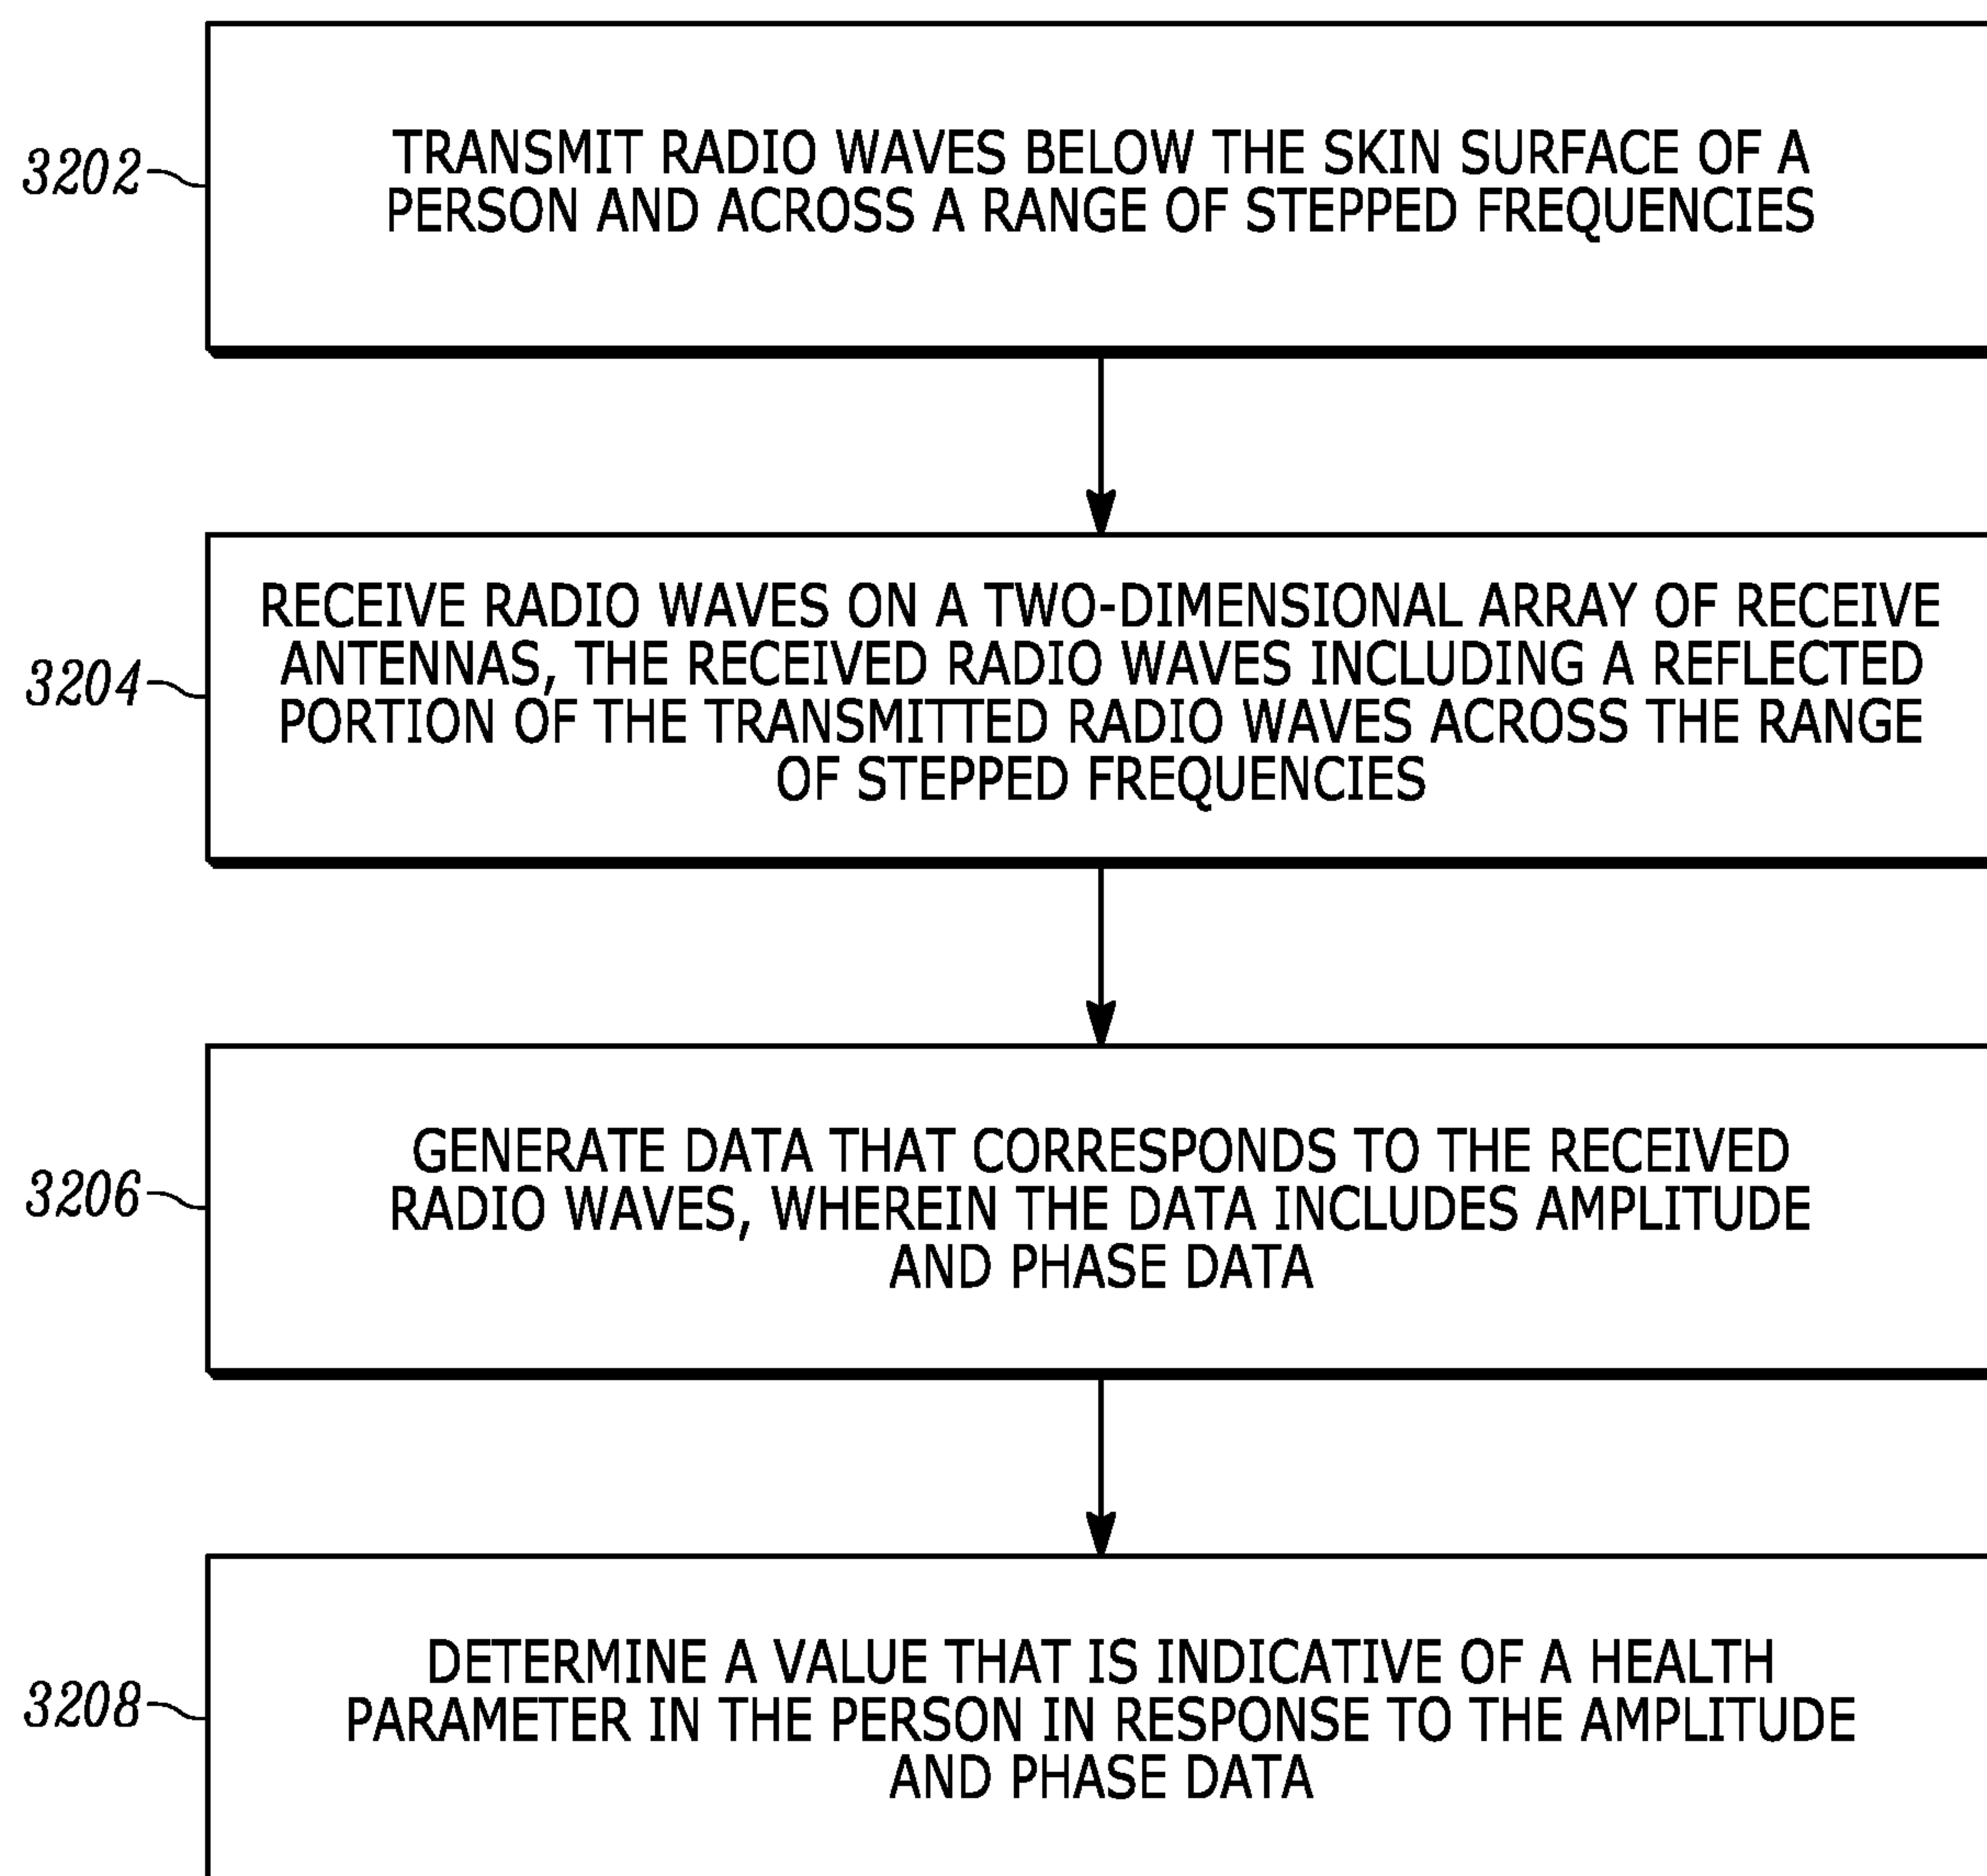 3202
TRANSMIT RADIO WAVES BELOW THE SKIN SURFACE OF A
PERSON AND ACROSS A RANGE OF STEPPED FREQUENCIES
3204
RECEIVE RADIO WAVES ON A TWO-DIMENSIONAL ARRAY OF RECEIVE
ANTENNAS, THE RECEIVED RADIO WAVES INCLUDING A REFLECTED
PORTION OF THE TRANSMITTED RADIO WAVES ACROSS THE RANGE
OF STEPPED FREQUENCIES
3206
GENERATE DATA THAT CORRESPONDS TO THE RECEIVED
RADIO WAVES, WHEREIN THE DATA INCLUDES AMPLITUDE
AND PHASE DATA
3208
DETERMINE A VALUE THAT IS INDICATIVE OF A HEALTH
PARAMETER IN THE PERSON IN RESPONSE TO THE AMPLITUDE
AND PHASE DATA